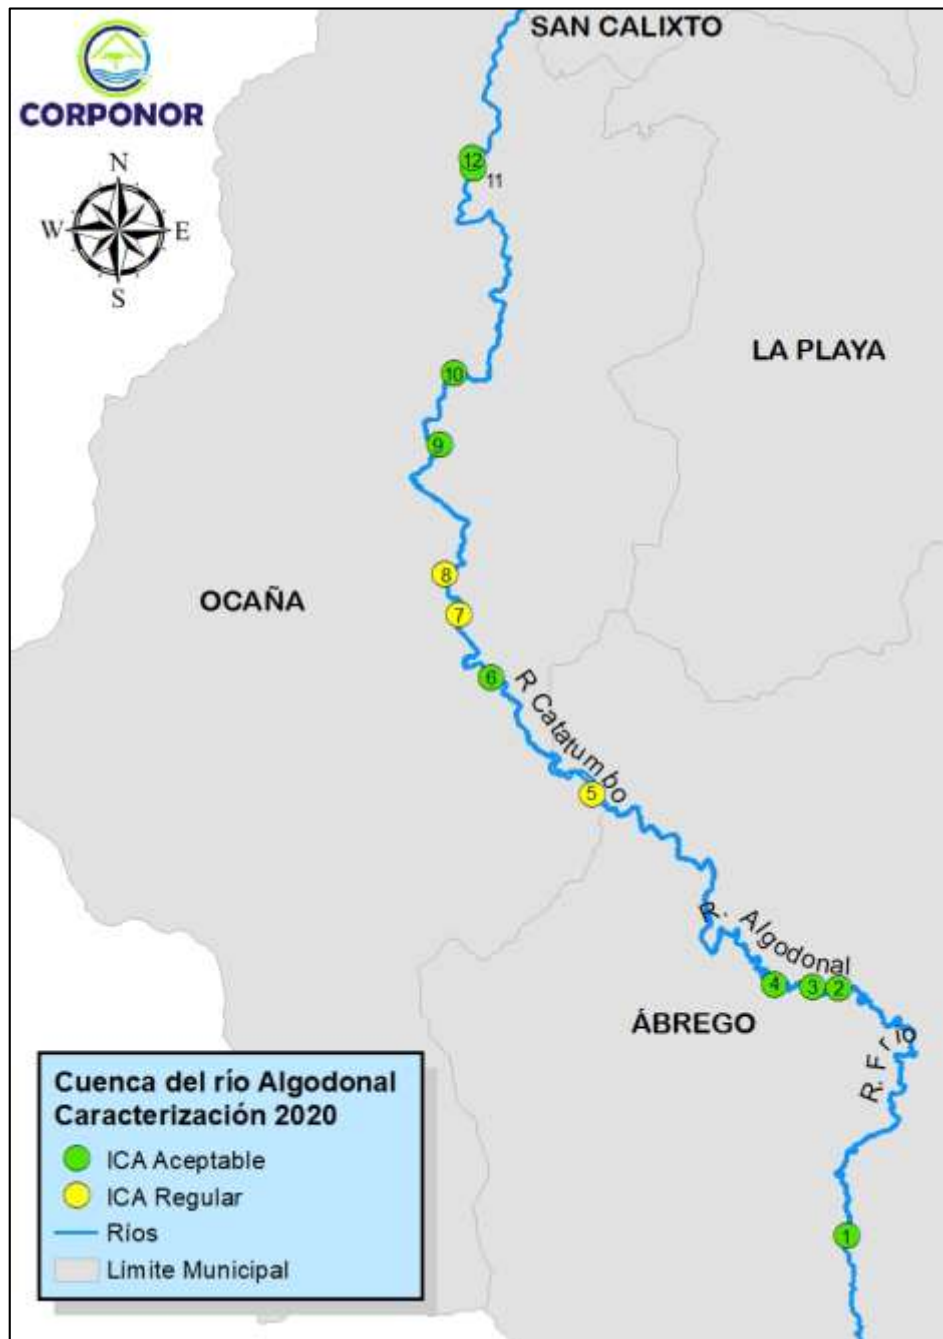 SAN CALIXTO
CORPONOR
N
W
E
S
12
11
LA PLAYA
10
9
OCAÑA
8
7
6
R Catatumbo
5
R. Algodonal
4
3
2
ÁBREGO
R. Frío
1
Cuenca del río Algodonal
Caracterización 2020
ICA Aceptable
ICA Regular
Ríos
Límite Municipal